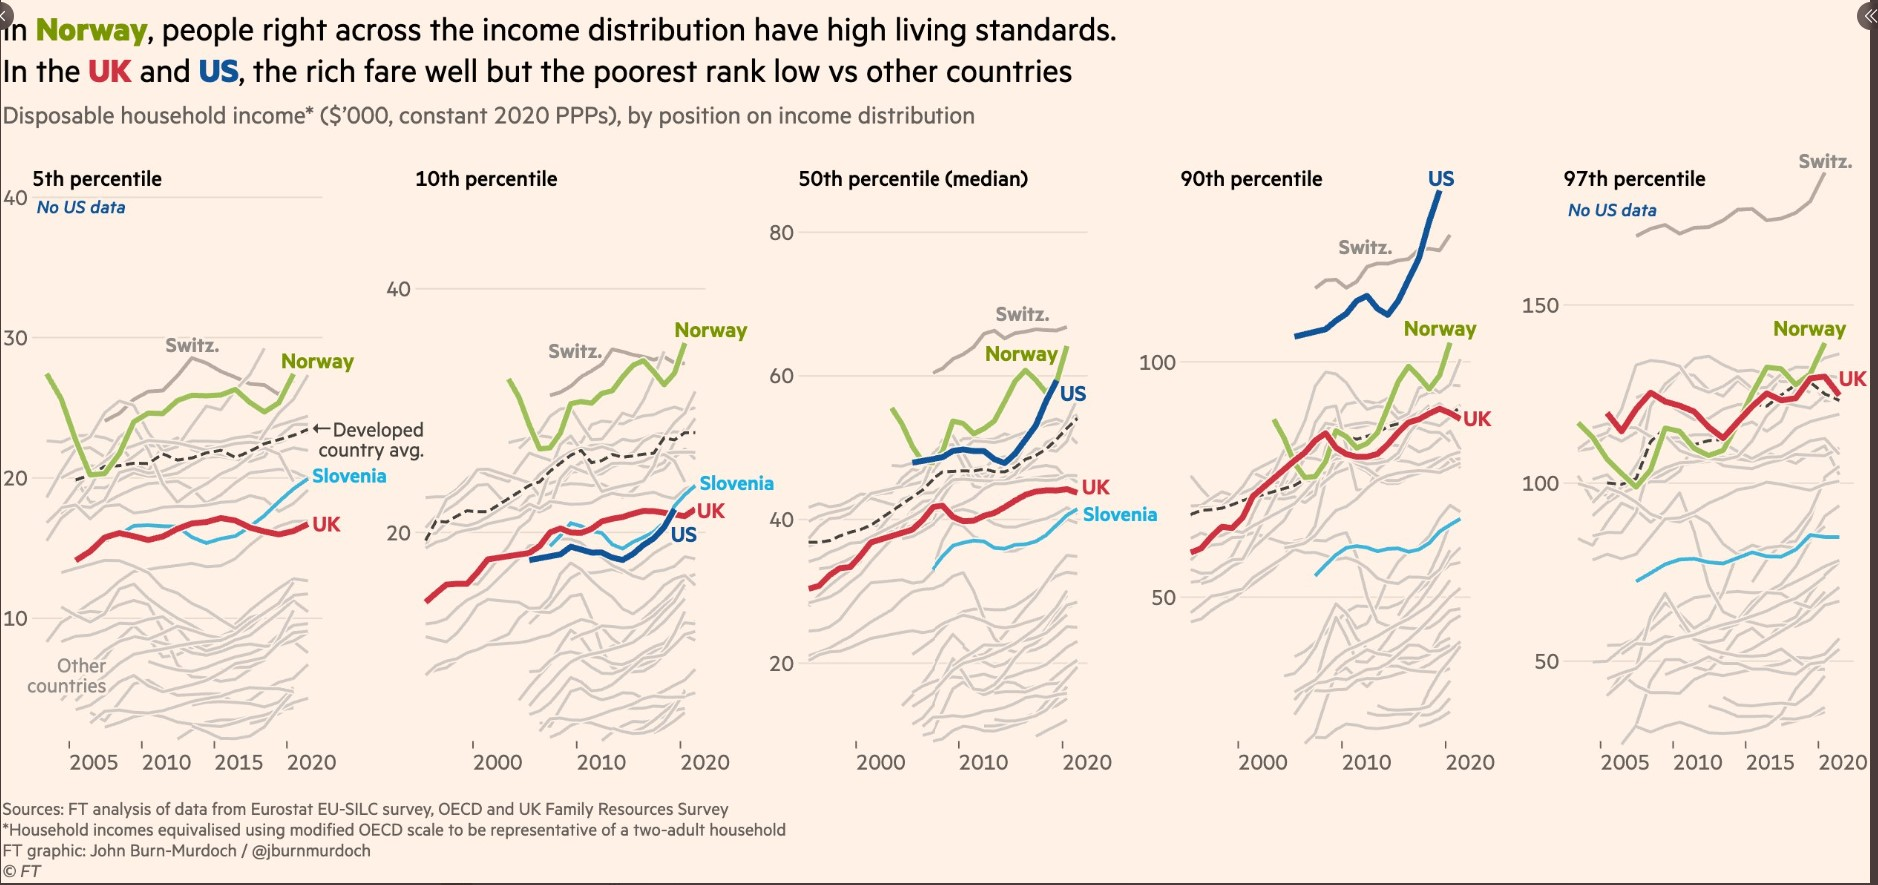 In Norway, people right across the income distribution have high living standards.
In the UK and US, the rich fare well but the poorest rank low vs other countries
Disposable household income* ($'000, constant 2020 PPPs), by position on income distribution
5th percentile
No US data
40
30
20
10
Switz.
Norway
←Developed
country avg.
Slovenia
UK
Other
countries
2005 2010 2015 2020
10th percentile
40
20
Switz.
Norway
Slovenia
UK
US
2000 2010 2020
50th percentile (median)
80
60
40
20
Switz.
Norway
US
UK
Slovenia
2000 2010 2020
90th percentile
100
50
US
Switz.
Norway
UK
2000 2010 2020
97th percentile
No US data
150
100
50
Switz.
Norway
UK
2005 2010 2015 2020
Sources: FT analysis of data from Eurostat EU-SILC survey, OECD and UK Family Resources Survey
*Household incomes equivalised using modified OECD scale to be representative of a two-adult household
FT graphic: John Burn-Murdoch / @jburnmurdoch
© FT